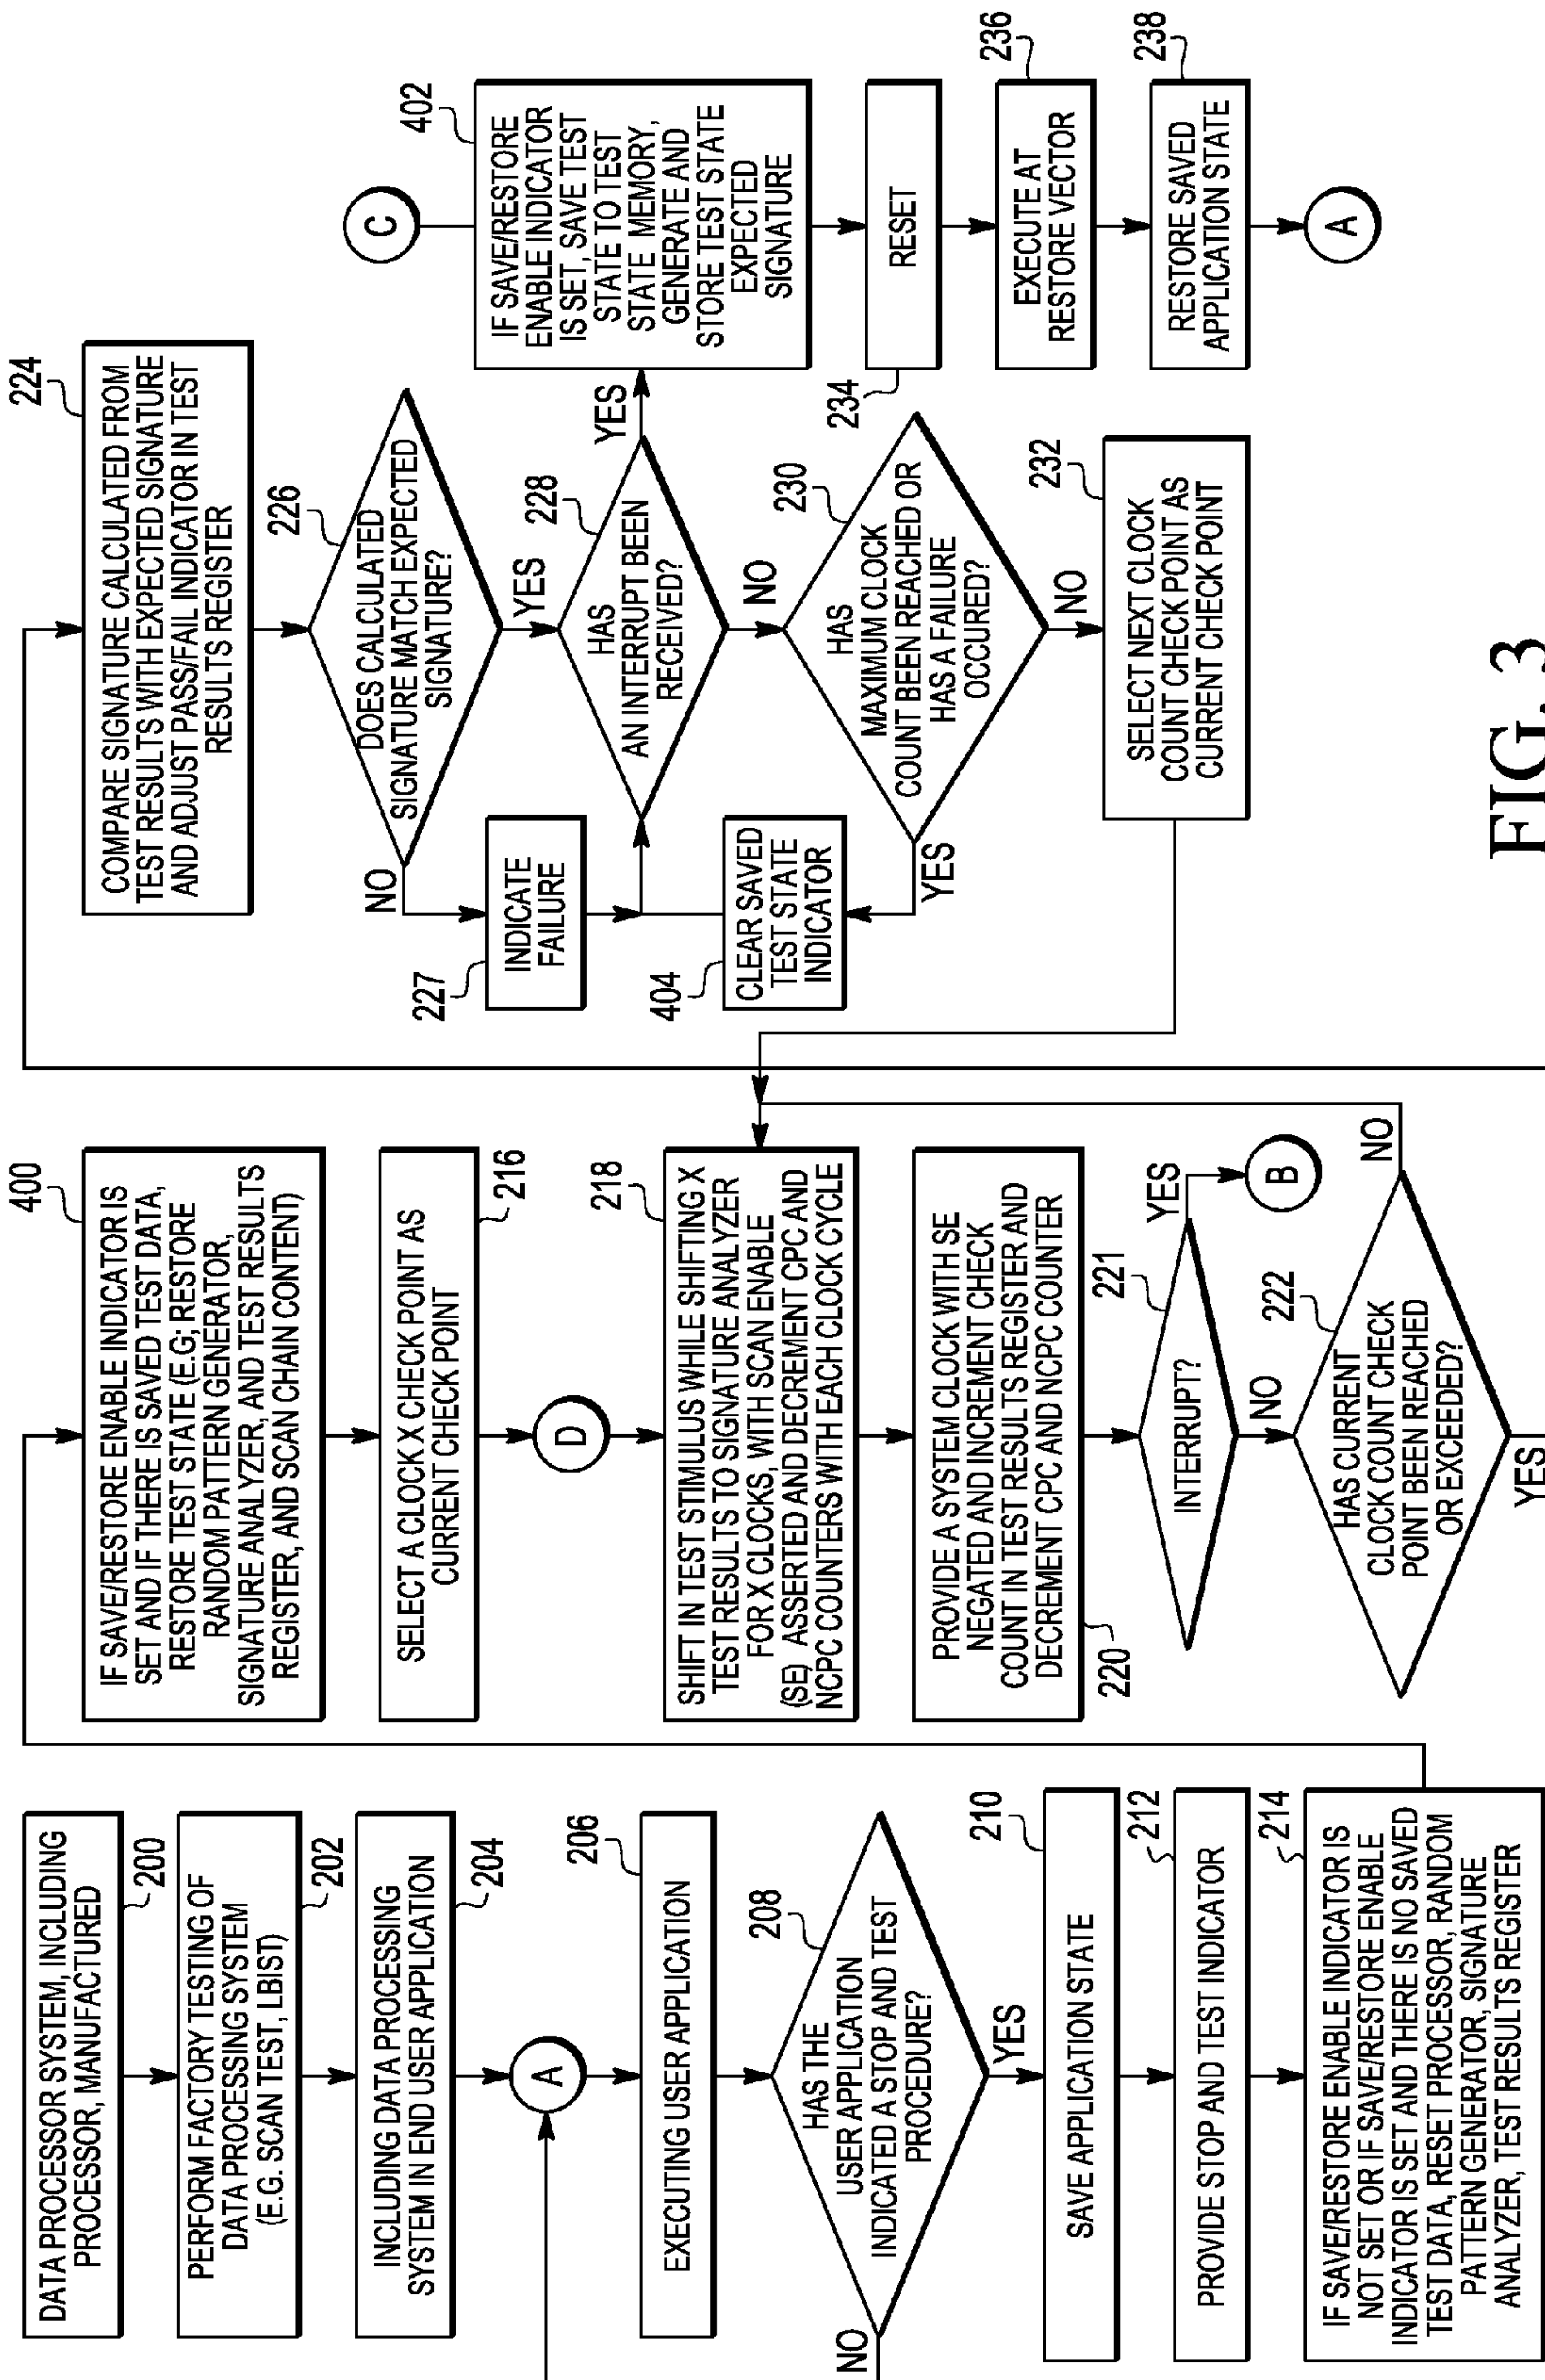 DATA PROCESSOR SYSTEM, INCLUDING
PROCESSOR, MANUFACTURED
200
PERFORM FACTORY TESTING OF
DATA PROCESSING SYSTEM
(E.G. SCAN TEST, LBIST)
202
INCLUDING DATA PROCESSING
SYSTEM IN END USER APPLICATION
204
A
EXECUTING USER APPLICATION
206
HAS THE
USER APPLICATION
INDICATED A STOP AND TEST
PROCEDURE?
208
NO
YES
SAVE APPLICATION STATE
210
PROVIDE STOP AND TEST INDICATOR
212
IF SAVE/RESTORE ENABLE INDICATOR IS
NOT SET OR IF SAVE/RESTORE ENABLE
INDICATOR IS SET AND THERE IS NO SAVED
TEST DATA, RESET PROCESSOR, RANDOM
PATTERN GENERATOR, SIGNATURE
ANALYZER, TEST RESULTS REGISTER
214
400
IF SAVE/RESTORE ENABLE INDICATOR IS
SET AND IF THERE IS SAVED TEST DATA,
RESTORE TEST STATE (E.G; RESTORE
RANDOM PATTERN GENERATOR,
SIGNATURE ANALYZER, AND TEST RESULTS
REGISTER, AND SCAN CHAIN CONTENT)
SELECT A CLOCK X CHECK POINT AS
CURRENT CHECK POINT
216
D
218
SHIFT IN TEST STIMULUS WHILE SHIFTING X
TEST RESULTS TO SIGNATURE ANALYZER
FOR X CLOCKS, WITH SCAN ENABLE
(SE) ASSERTED AND DECREMENT CPC AND
NCPC COUNTERS WITH EACH CLOCK CYCLE
PROVIDE A SYSTEM CLOCK WITH SE
NEGATED AND INCREMENT CHECK
COUNT IN TEST RESULTS REGISTER AND
DECREMENT CPC AND NCPC COUNTER
220
221
INTERRUPT?
YES
B
NO
222
HAS CURRENT
CLOCK COUNT CHECK
POINT BEEN REACHED
OR EXCEEDED?
NO
YES
224
COMPARE SIGNATURE CALCULATED FROM
TEST RESULTS WITH EXPECTED SIGNATURE
AND ADJUST PASS/FAIL INDICATOR IN TEST
RESULTS REGISTER
226
DOES CALCULATED
SIGNATURE MATCH EXPECTED
SIGNATURE?
NO
YES
227
INDICATE
FAILURE
228
HAS
AN INTERRUPT BEEN
RECEIVED?
YES
NO
404
CLEAR SAVED
TEST STATE
INDICATOR
230
HAS
MAXIMUM CLOCK
COUNT BEEN REACHED OR
HAS A FAILURE
OCCURED?
YES
NO
232
SELECT NEXT CLOCK
COUNT CHECK POINT AS
CURRENT CHECK POINT
C
402
IF SAVE/RESTORE
ENABLE INDICATOR
IS SET, SAVE TEST
STATE TO TEST
STATE MEMORY,
GENERATE AND
STORE TEST STATE
EXPECTED
SIGNATURE
234
RESET
236
EXECUTE AT
RESTORE VECTOR
238
RESTORE SAVED
APPLICATION STATE
A
FIG. 3